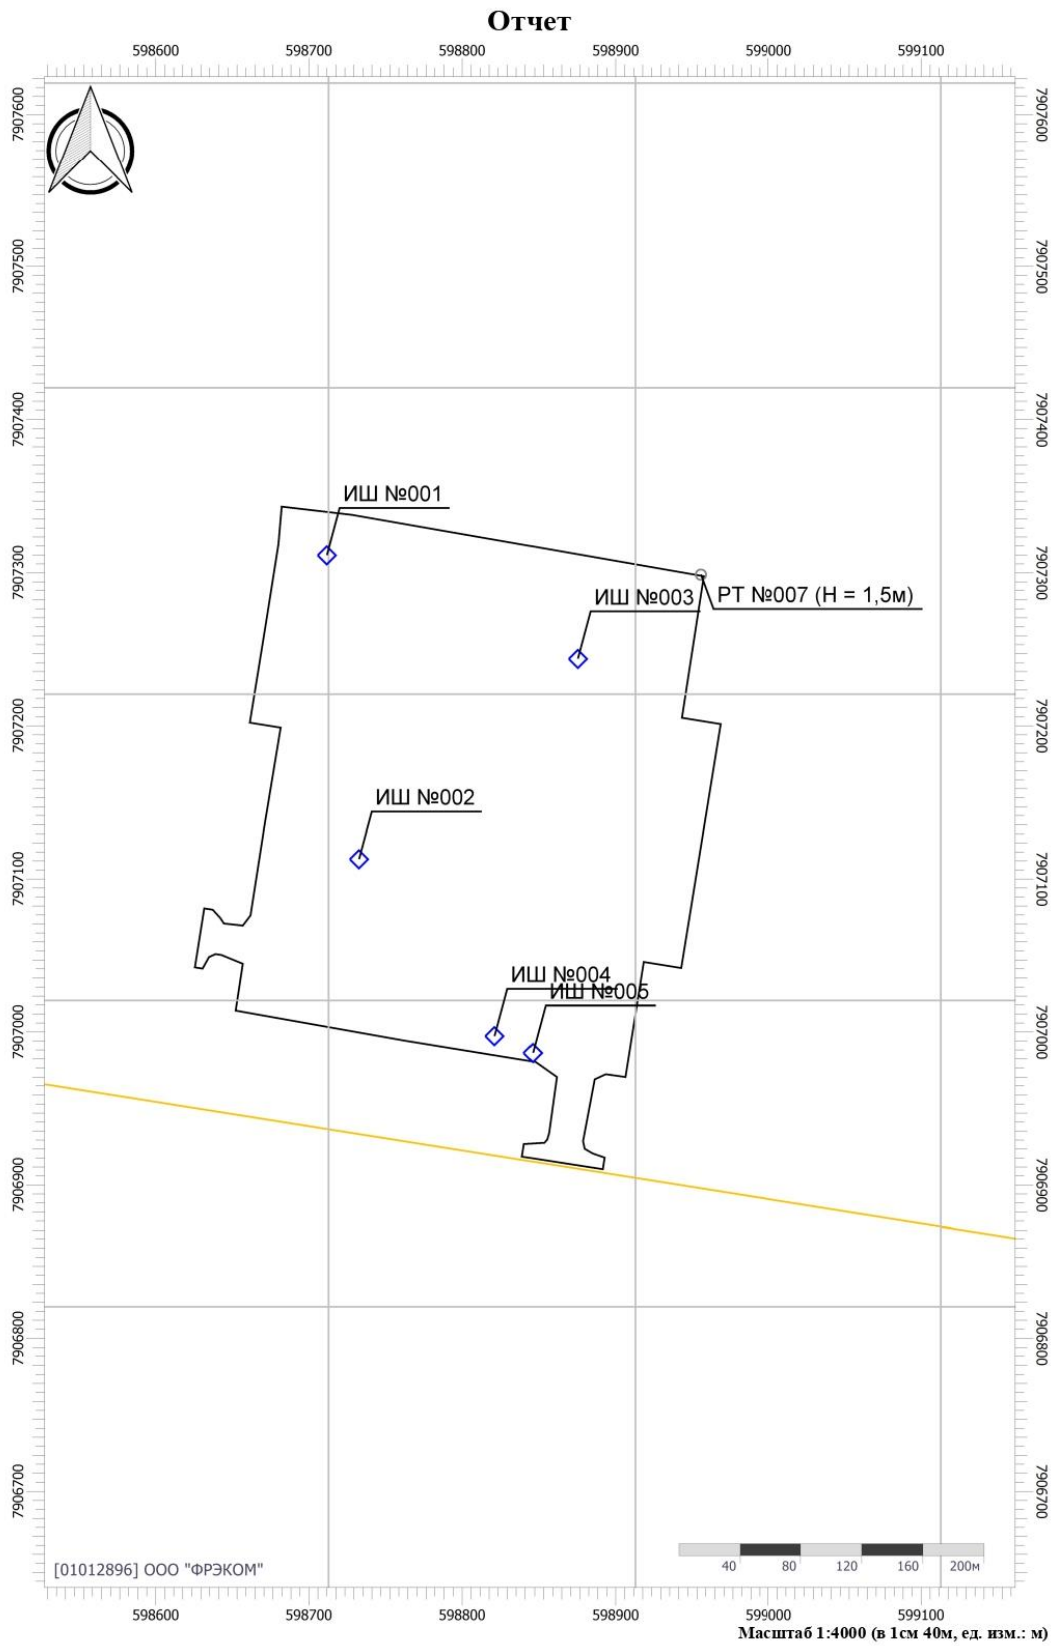 Отчет
598600 598700 598800 598900 599000 599100
7907600 7907600
7907500 7907500
7907400 7907400
ИШ №001
7907300 7907300
ИШ №003
РТ №007 (Н = 1,5м)
7907200 7907200
ИШ №002
7907100 7907100
ИШ №004
ИШ №005
7907000 7907000
7906900 7906900
7906800 7906800
7906700 7906700
[01012896] ООО "ФРЭКОМ"
40 80 120 160 200м
598600 598700 598800 598900 599000 599100
Масштаб 1:4000 (в 1см 40м, ед. изм.: м)